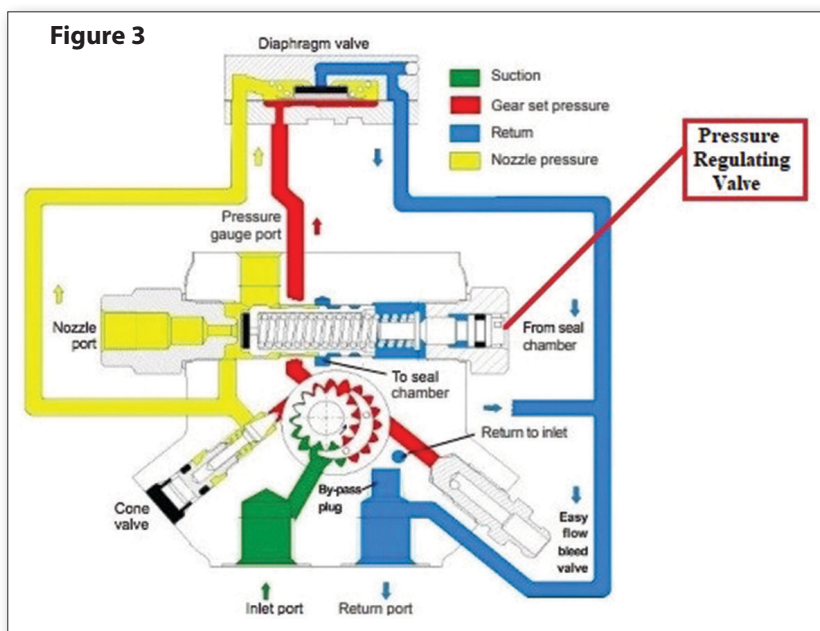 Figure 3
Diaphragm valve
Suction
Gear set pressure
Return
Nozzle pressure
Pressure
Regulating
Valve
Pressure
gauge port
Nozzle
port
From seal
chamber
To seal
chamber
Return to inlet
By-pass
plug
Cone
valve
Easy
flow
bleed
valve
Inlet port
Return port